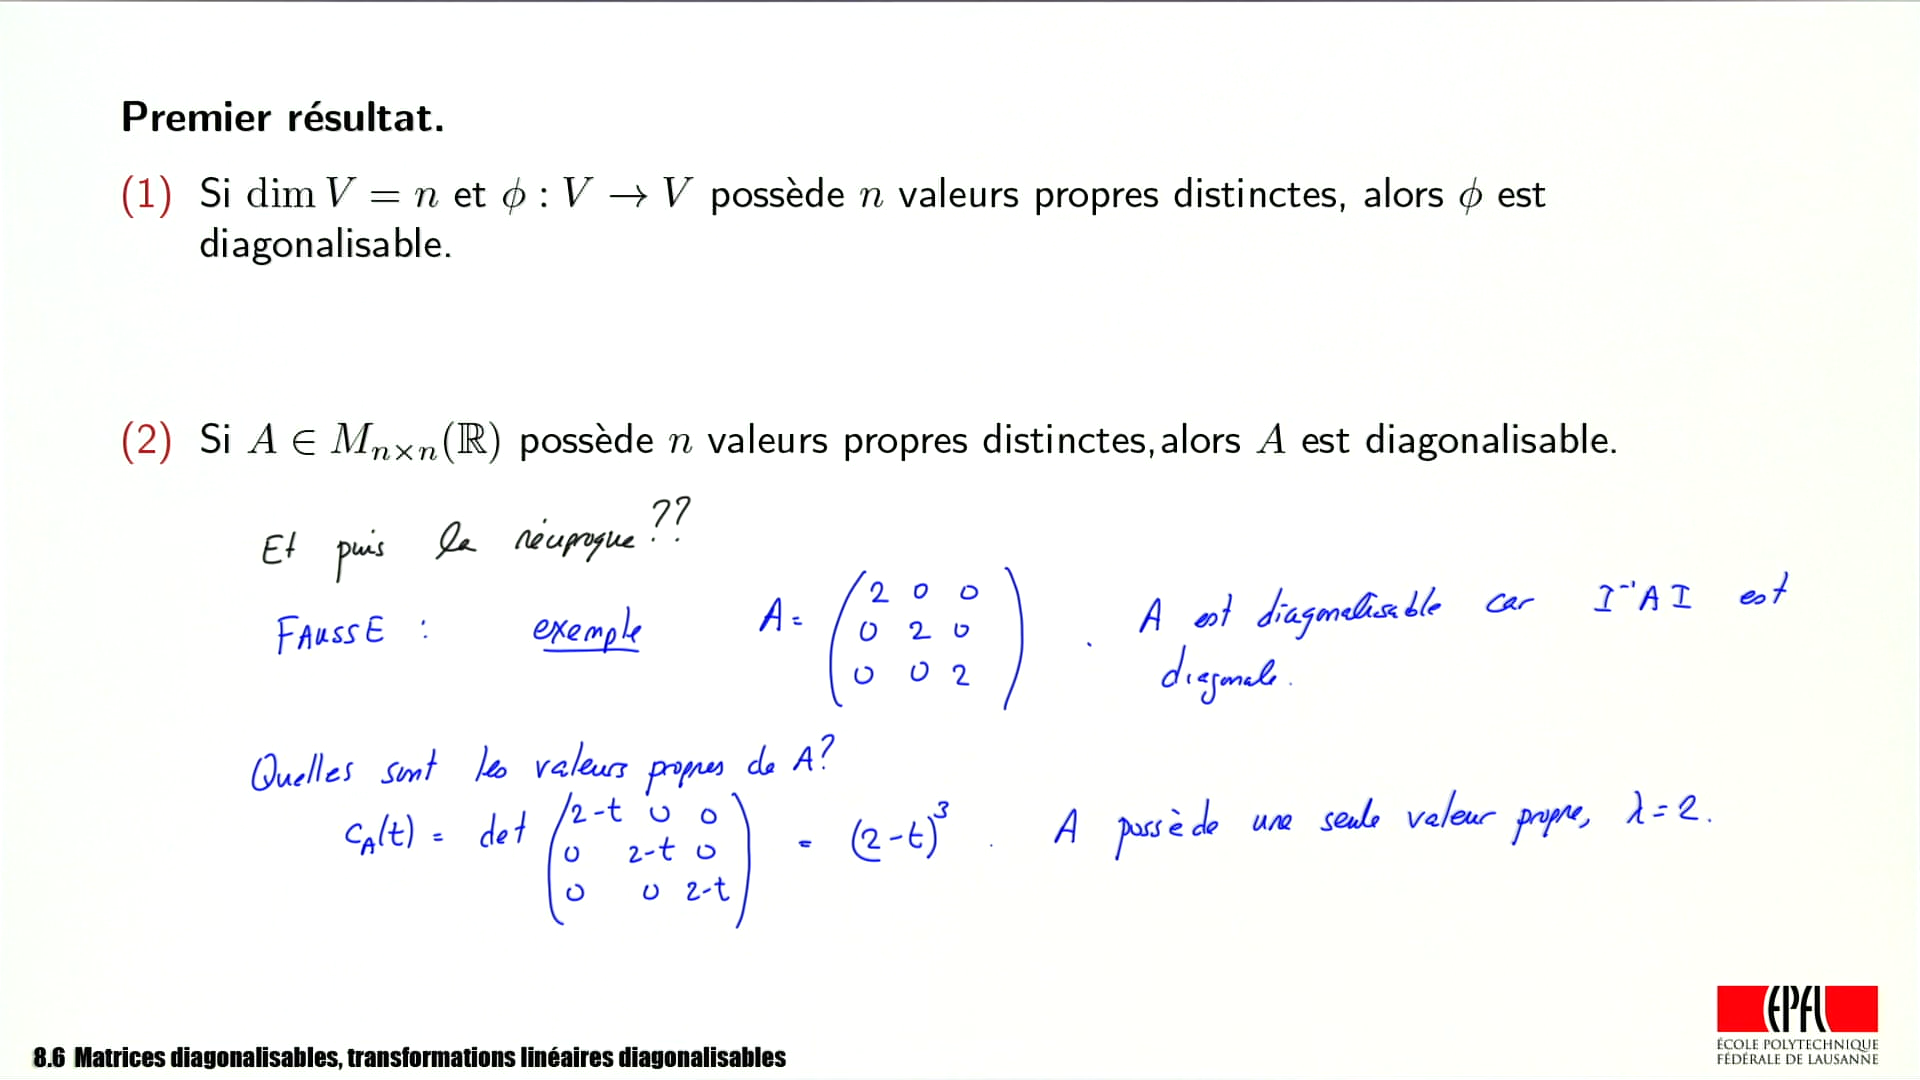 Premier résultat.
(1) Si dim V = n et ϕ : V → V possède n valeurs propres distinctes, alors ϕ est
diagonalisable.
(2) Si A ∈ Mₙₓₙ(ℝ) possède n valeurs propres distinctes, alors A est diagonalisable.
Et puis la réciproque ??
FAUSSE : exemple A = (2 0 0
0 2 0
0 0 2) . A est diagonalisable car I⁻¹AI est
diagonale.
Quelles sont les valeurs propres de A?
c_A(t) = det (2-t 0 0
0 2-t 0
0 0 2-t) = (2-t)³ . A possède une seule valeur propre, λ = 2.
EPFL
ÉCOLE POLYTECHNIQUE
FÉDÉRALE DE LAUSANNE
8.6 Matrices diagonalisables, transformations linéaires diagonalisables